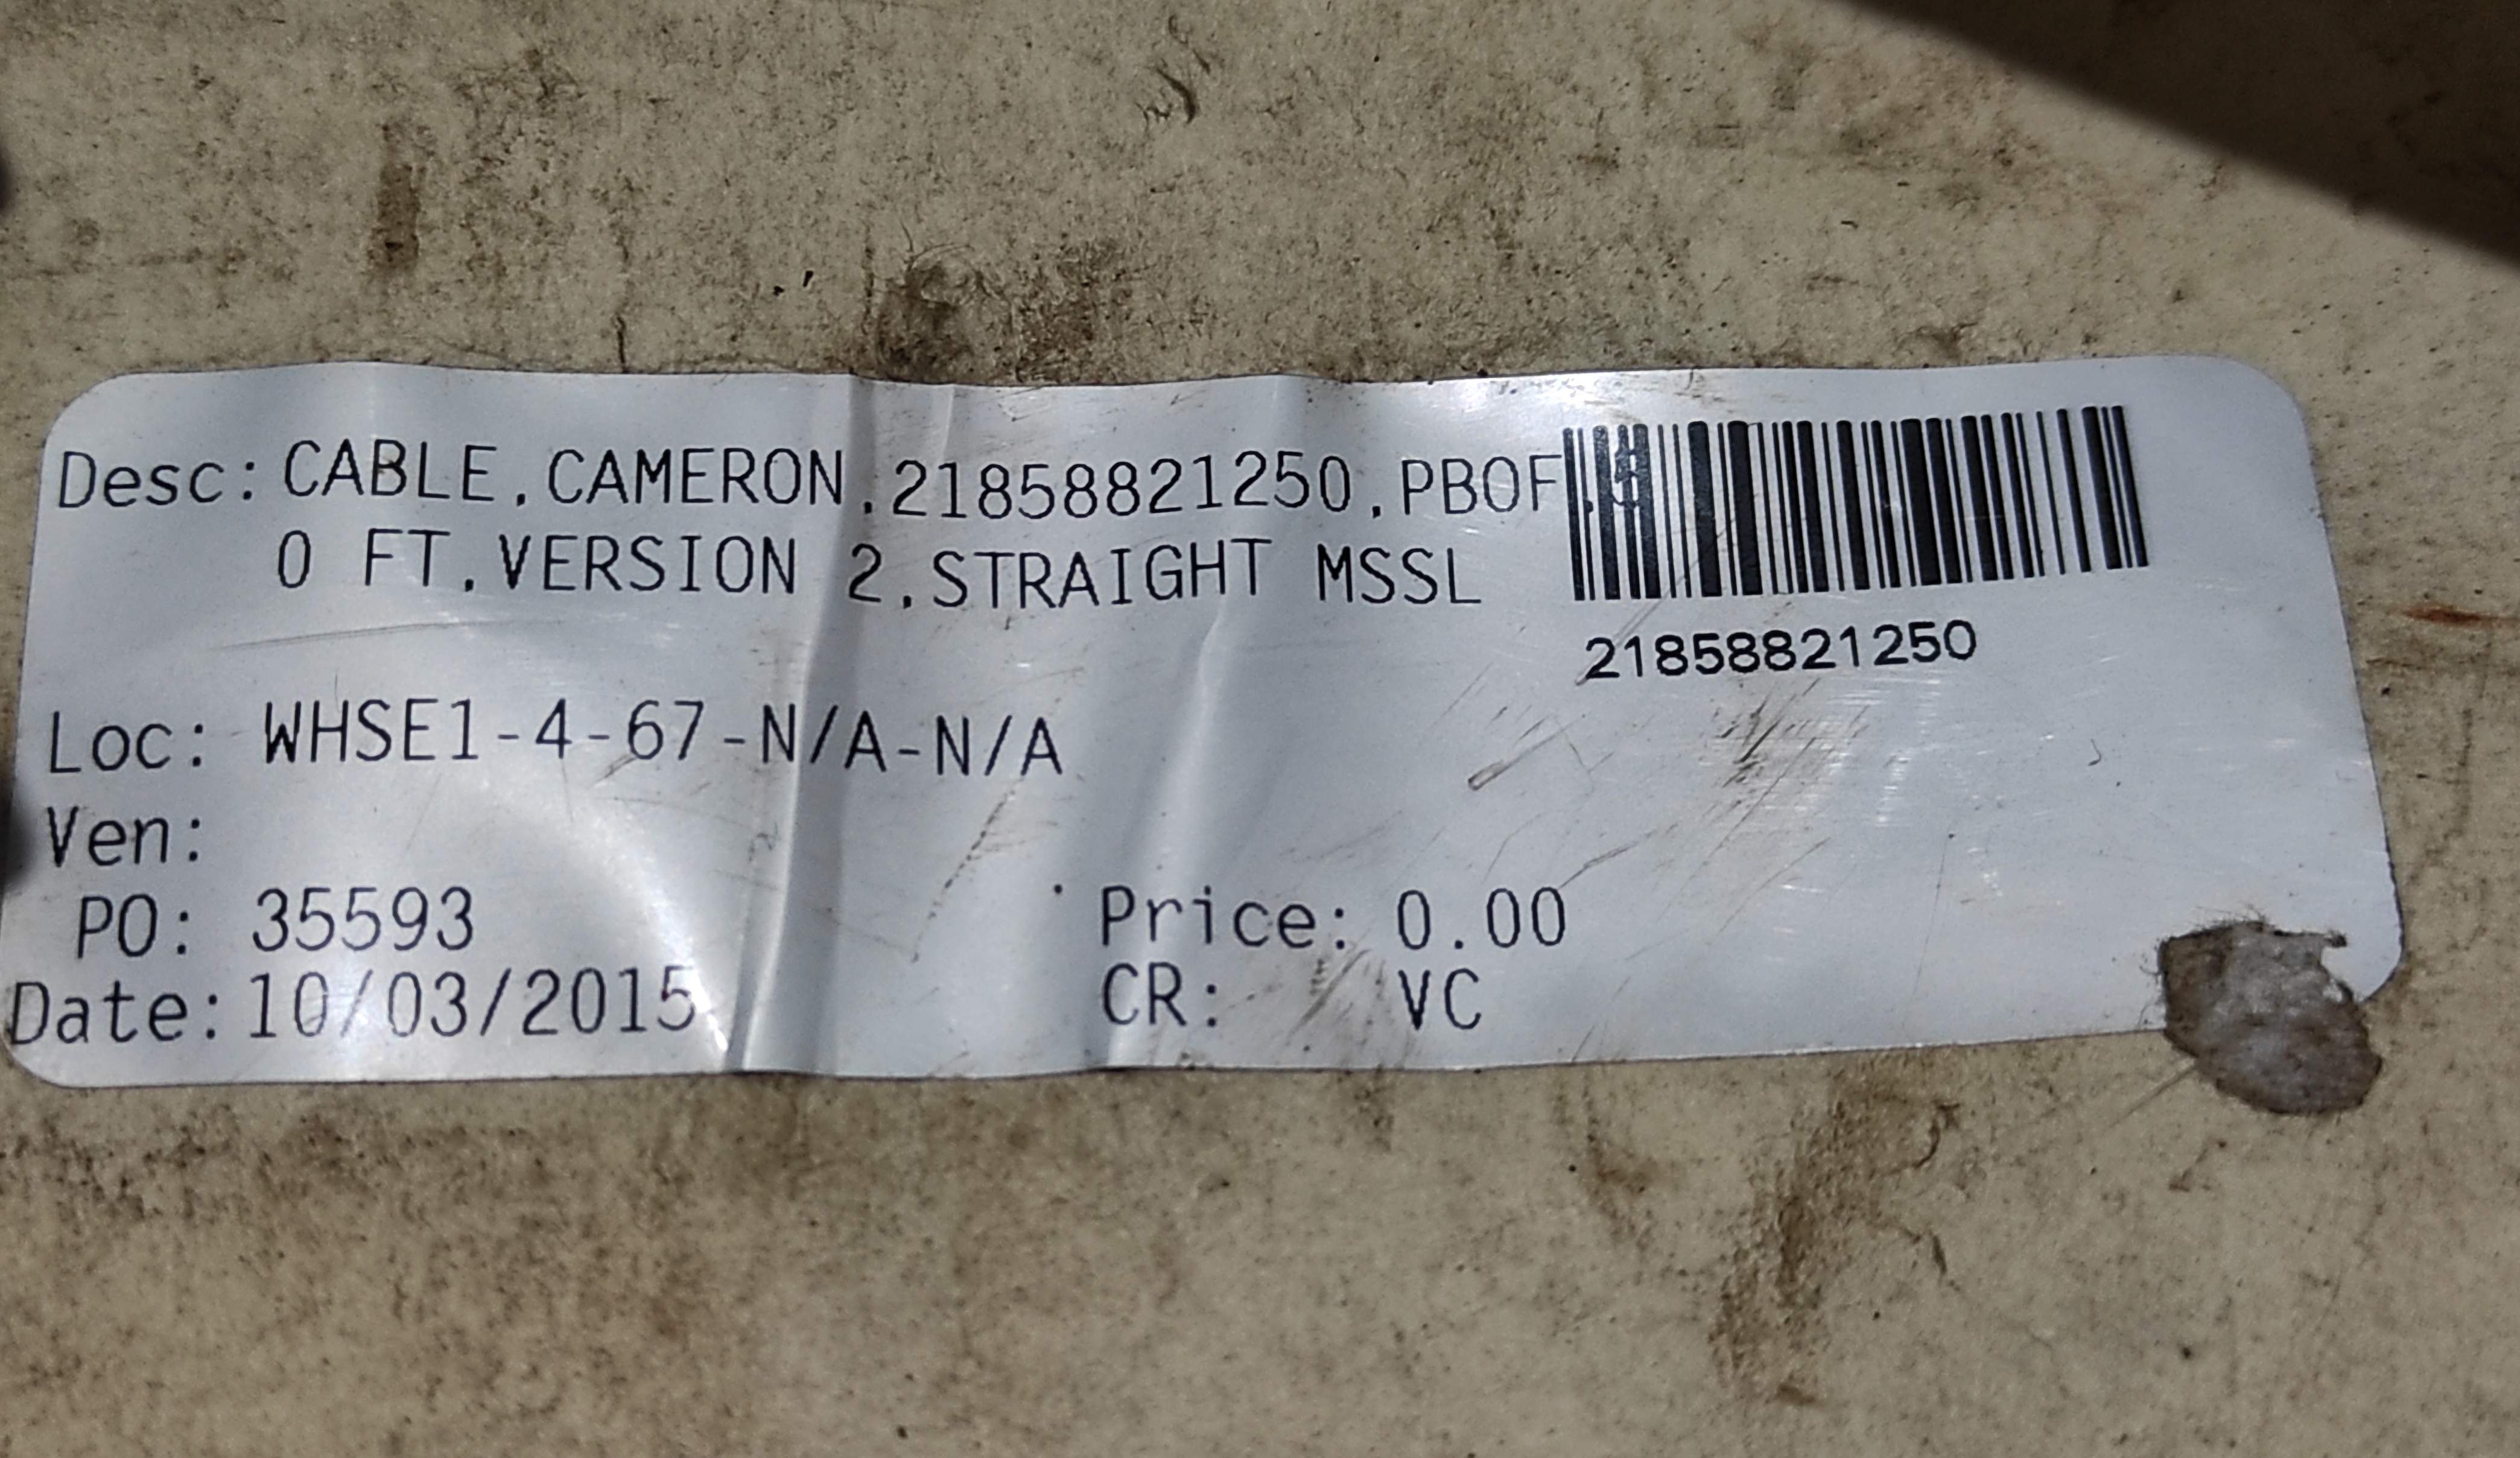 Desc: CABLE,CAMERON,21858821250,PBOF
0 FT,VERSION 2,STRAIGHT MSSL
21858821250
Loc: WHSE1-4-67-N/A-N/A
Ven:
PO: 35593
Price: 0.00
Date: 10/03/2015
CR: VC